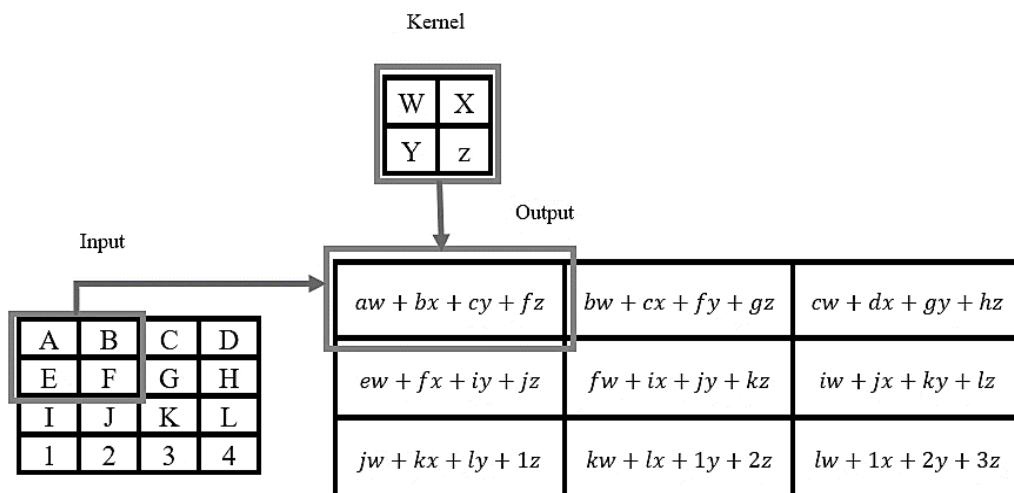 Kernel
W X
Y z
Output
Input
A B C D
E F G H
I J K L
1 2 3 4
aw + bx + cy + fz bw + cx + fy + gz cw + dx + gy + hz
ew + fx + iy + jz fw + ix + jy + kz iw + jx + ky + lz
jw + kx + ly + 1z kw + lx + 1y + 2z lw + 1x + 2y + 3z